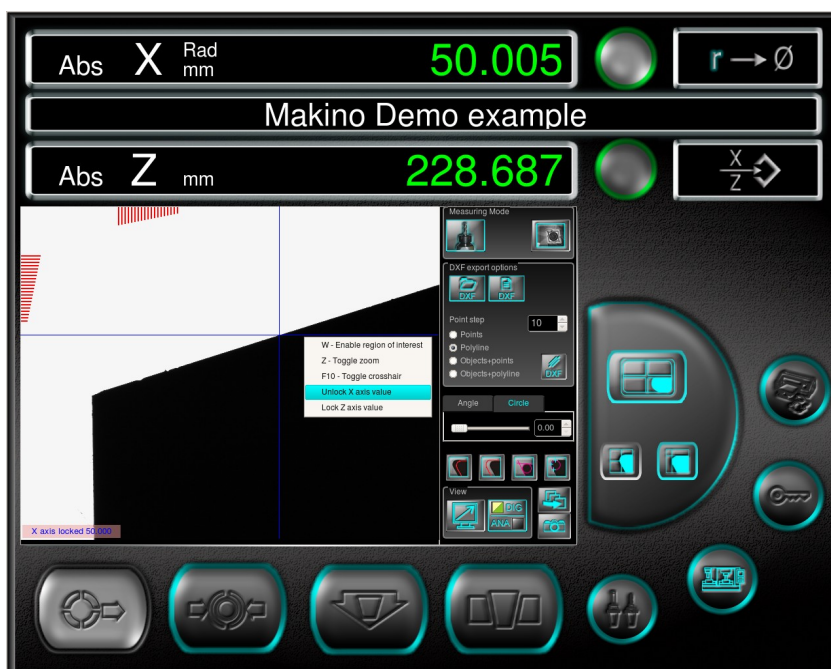 Abs X Rad mm 50.005
r → Ø
Makino Demo example
Abs Z mm 228.687
X
Z
Measuring Mode
DXF export options
DXF DXF
Point step 10
Points
Polyline
Objects+points
Objects+polyline
DXF
W - Enable region of interest
Z - Toggle zoom
F10 - Toggle crosshair
Unlock X axis value
Lock Z axis value
Angle Circle
0.00
View
DIG
ANA
X axis locked 50.000